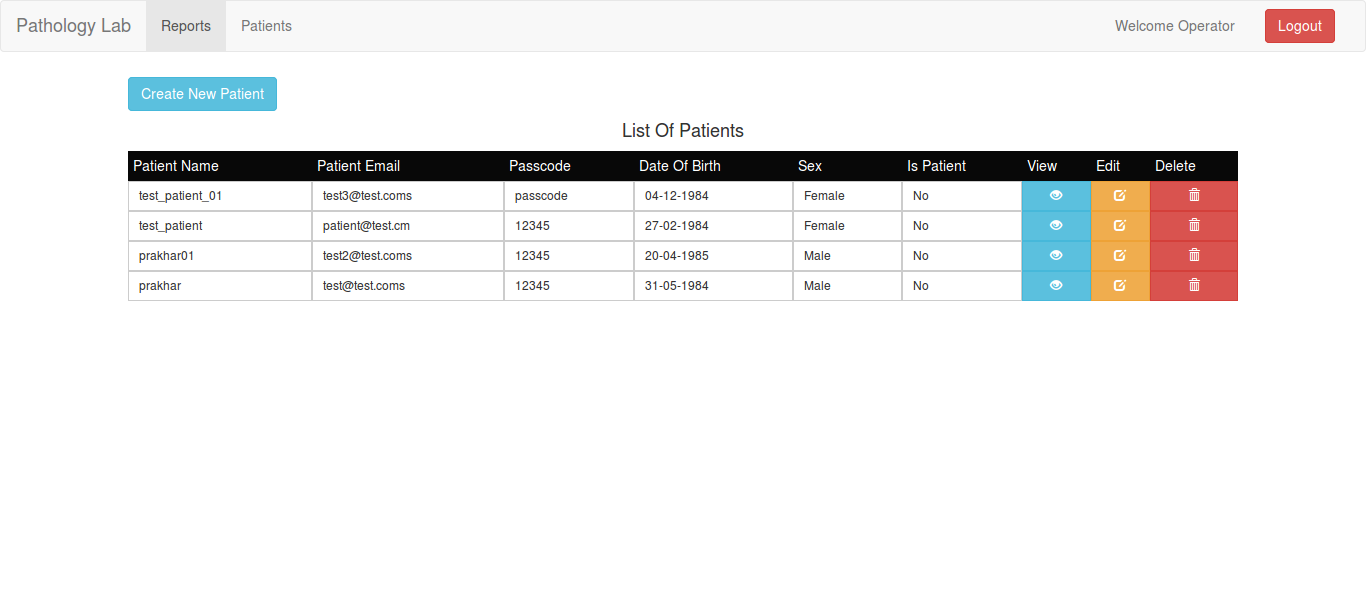 Pathology Lab Reports Patients Welcome Operator Logout
Create New Patient
List Of Patients
Patient Name Patient Email Passcode Date Of Birth Sex Is Patient View Edit Delete
test_patient_01 test3@test.coms passcode 04-12-1984 Female No
test_patient patient@test.cm 12345 27-02-1984 Female No
prakhar01 test2@test.coms 12345 20-04-1985 Male No
prakhar test@test.coms 12345 31-05-1984 Male No